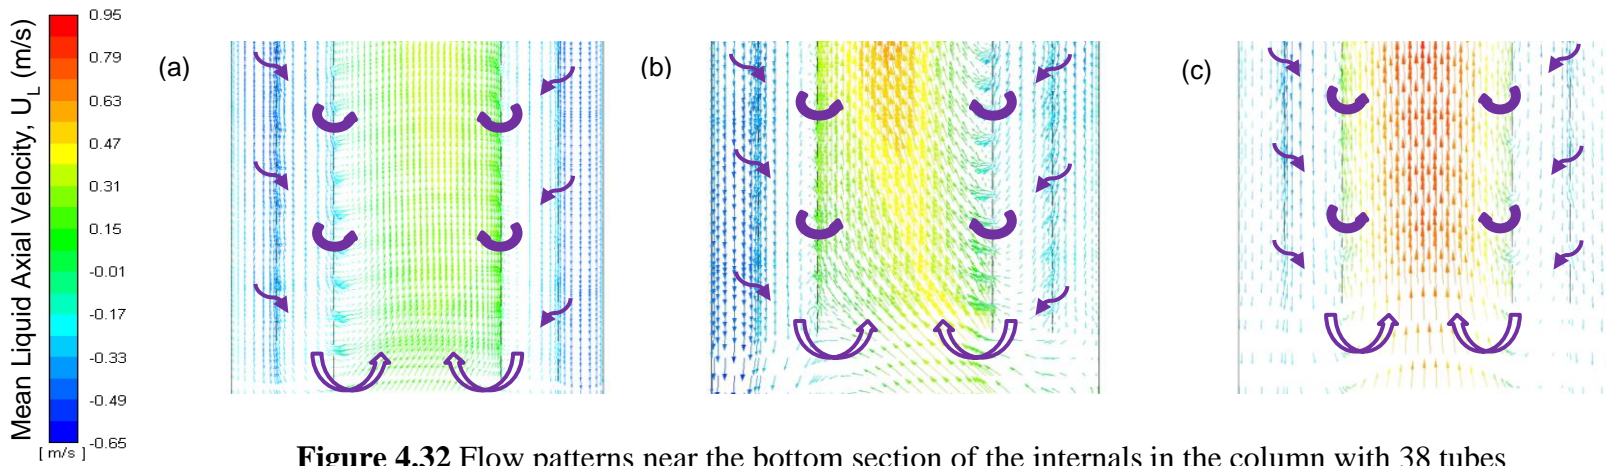 Mean Liquid Axial Velocity, U_L (m/s)
0.95
0.79
0.63
0.47
0.31
0.15
-0.01
-0.17
-0.33
-0.49
-0.65
[ m/s ]
(a)
(b)
(c)
Figure 4.32 Flow patterns near the bottom section of the internals in the column with 38 tubes